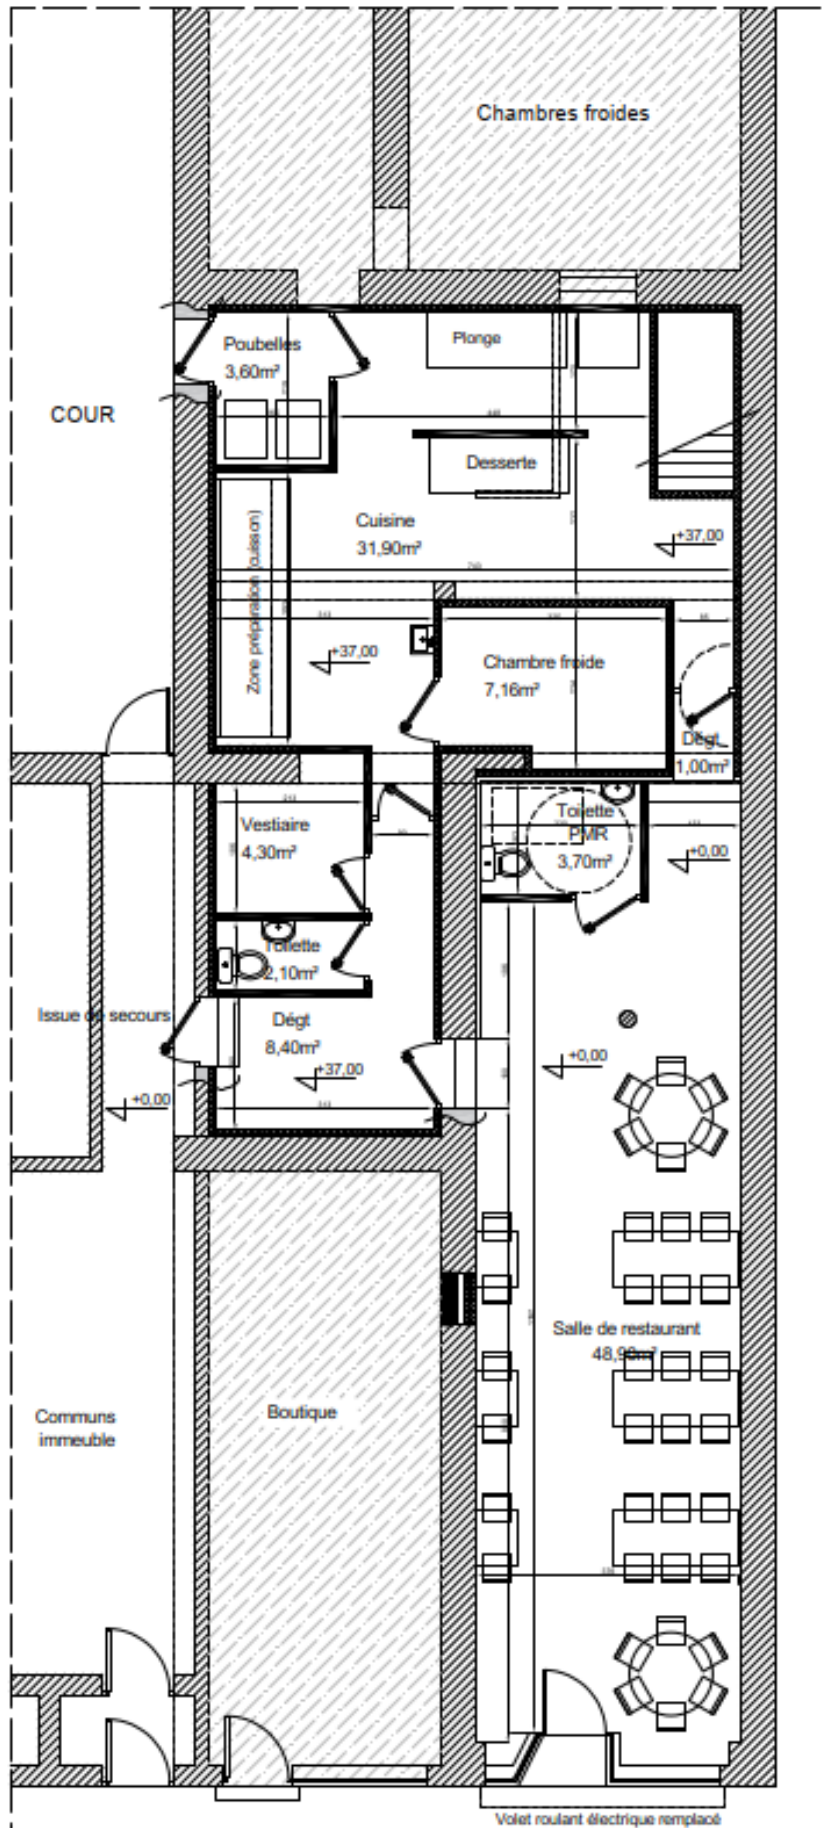 Chambres froides
Poubelles
3,60m²
Plonge
COUR
Desserte
Cuisine
31,90m²
+37,00
Zone préparation (cuisson)
+37,00
Chambre froide
7,16m²
Dégt
1,00m²
Vestiaire
4,30m²
Toilette
PMR
3,70m²
+0,00
Toilette
2,10m²
Issue de secours
Dégt
8,40m²
+37,00
+0,00
+0,00
Salle de restaurant
48,90m²
Communs
immeuble
Boutique
Volet roulant électrique remplacé